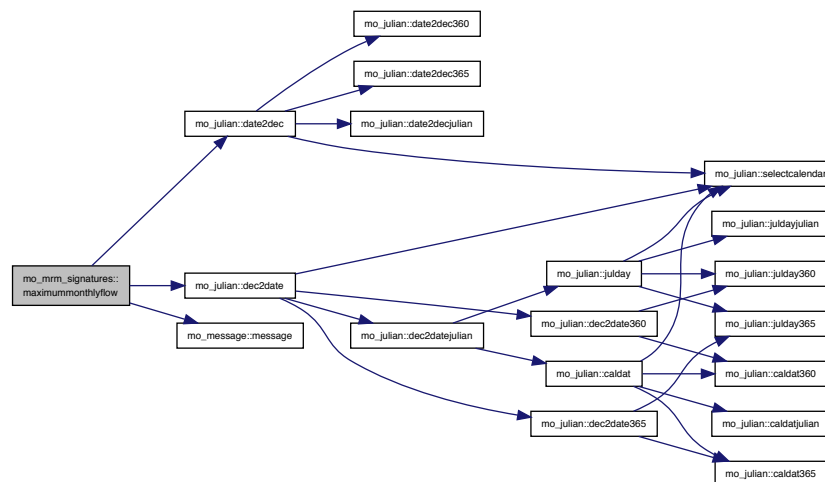 mo_julian::date2dec360
mo_julian::date2dec365
mo_julian::date2dec
mo_julian::date2decjulian
mo_julian::selectcalendar
mo_julian::juldayjulian
mo_mrm_signatures::
maximummonthlyflow
mo_julian::dec2date
mo_julian::julday
mo_julian::julday360
mo_message::message
mo_julian::dec2datejulian
mo_julian::dec2date360
mo_julian::julday365
mo_julian::caldat
mo_julian::caldat360
mo_julian::dec2date365
mo_julian::caldatjulian
mo_julian::caldat365